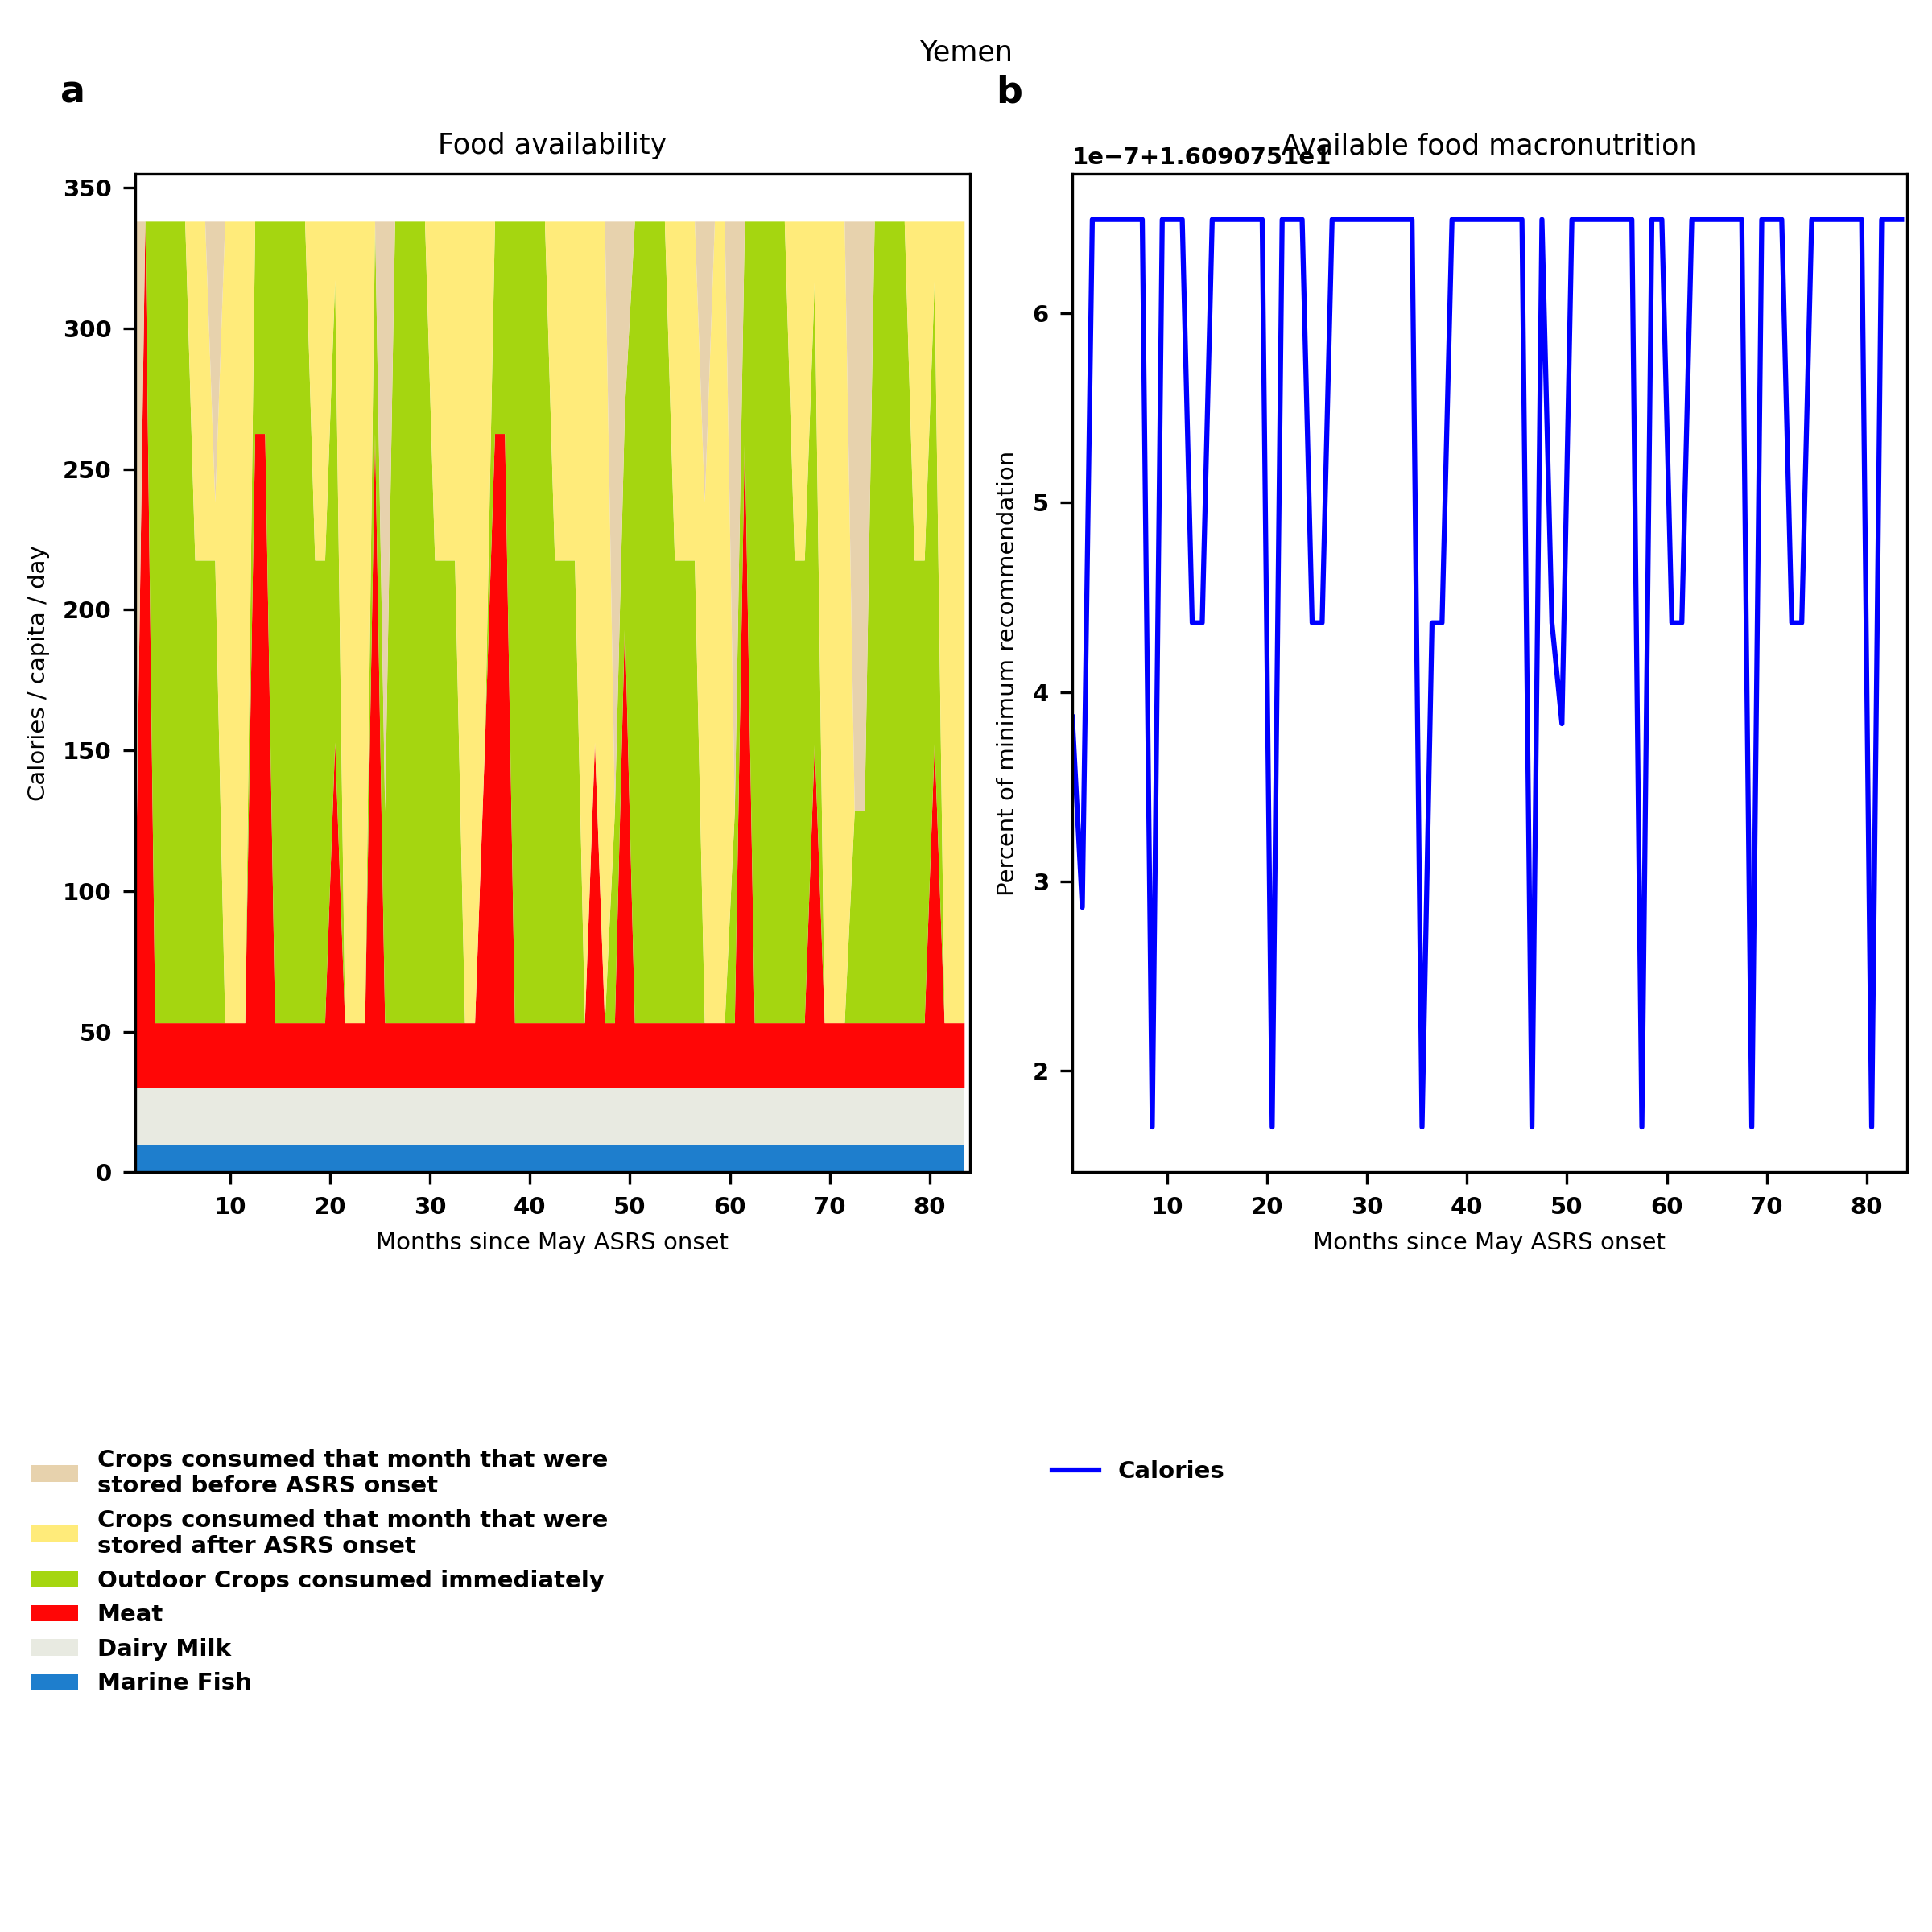 Yemen
a
Food availability
350
300
250
200
150
100
50
0
Calories / capita / day
10 20 30 40 50 60 70 80
Months since May ASRS onset
b
Available food macronutrition
1e−7+1.6090751e1
6
5
4
3
2
Percent of minimum recommendation
10 20 30 40 50 60 70 80
Months since May ASRS onset
Crops consumed that month that were
stored before ASRS onset
Crops consumed that month that were
stored after ASRS onset
Outdoor Crops consumed immediately
Meat
Dairy Milk
Marine Fish
Calories